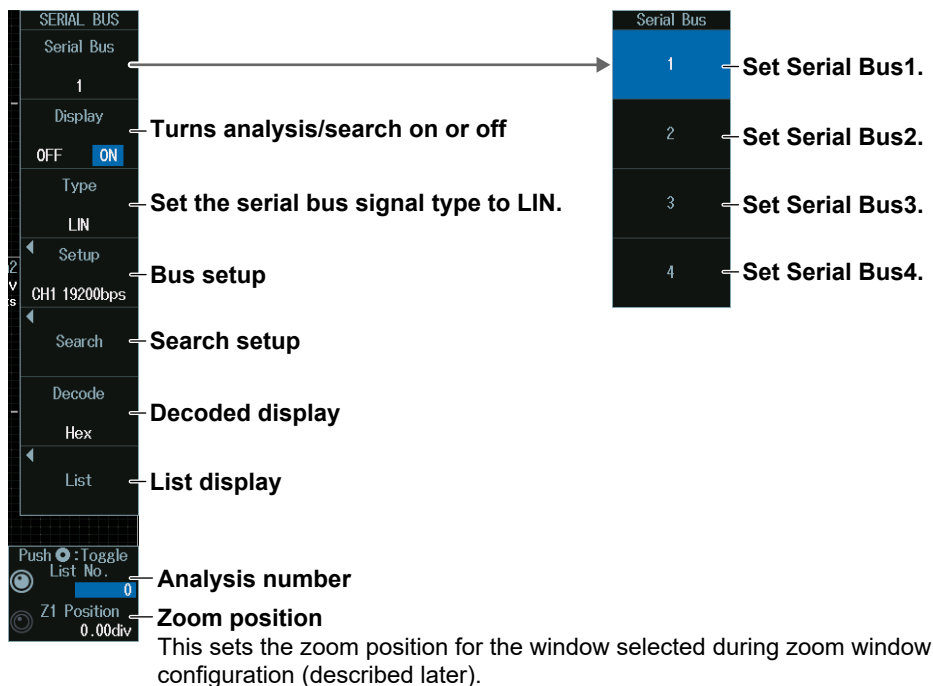 SERIAL BUS
Serial Bus
1
Display
OFF ON
Type
LIN
Setup
CH1 19200bps
Search
Decode
Hex
List
Push :Toggle
List No.
0
Z1 Position
0.00div
2
V
ts
Turns analysis/search on or off
Set the serial bus signal type to LIN.
Bus setup
Search setup
Decoded display
List display
Analysis number
Zoom position
This sets the zoom position for the window selected during zoom window
configuration (described later).
Serial Bus
1
Set Serial Bus1.
2
Set Serial Bus2.
3
Set Serial Bus3.
4
Set Serial Bus4.